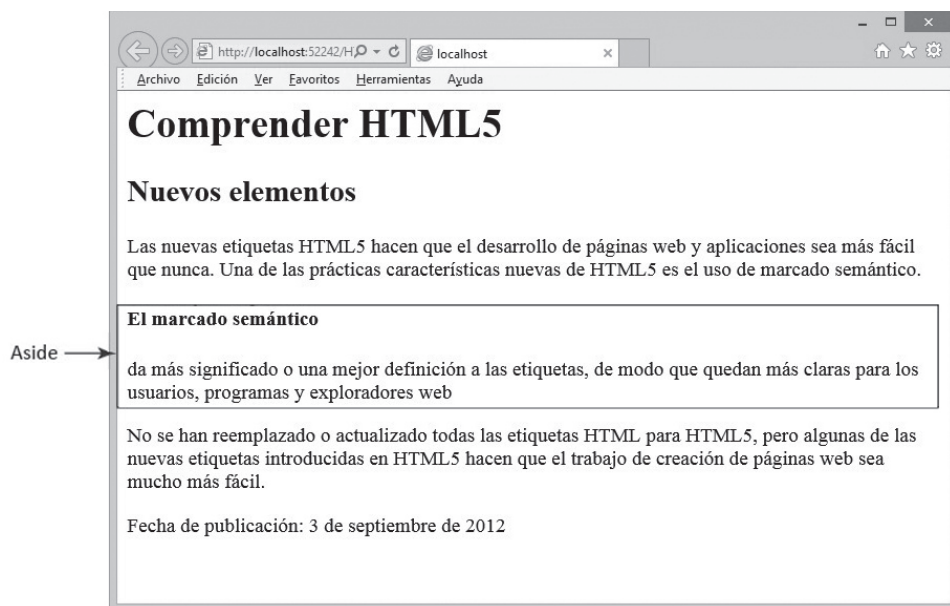 http://localhost:52242/H
localhost
Archivo Edición Ver Favoritos Herramientas Ayuda
Comprender HTML5
Nuevos elementos
Las nuevas etiquetas HTML5 hacen que el desarrollo de páginas web y aplicaciones sea más fácil
que nunca. Una de las prácticas características nuevas de HTML5 es el uso de marcado semántico.
El marcado semántico
Aside
da más significado o una mejor definición a las etiquetas, de modo que quedan más claras para los
usuarios, programas y exploradores web
No se han reemplazado o actualizado todas las etiquetas HTML para HTML5, pero algunas de las
nuevas etiquetas introducidas en HTML5 hacen que el trabajo de creación de páginas web sea
mucho más fácil.
Fecha de publicación: 3 de septiembre de 2012